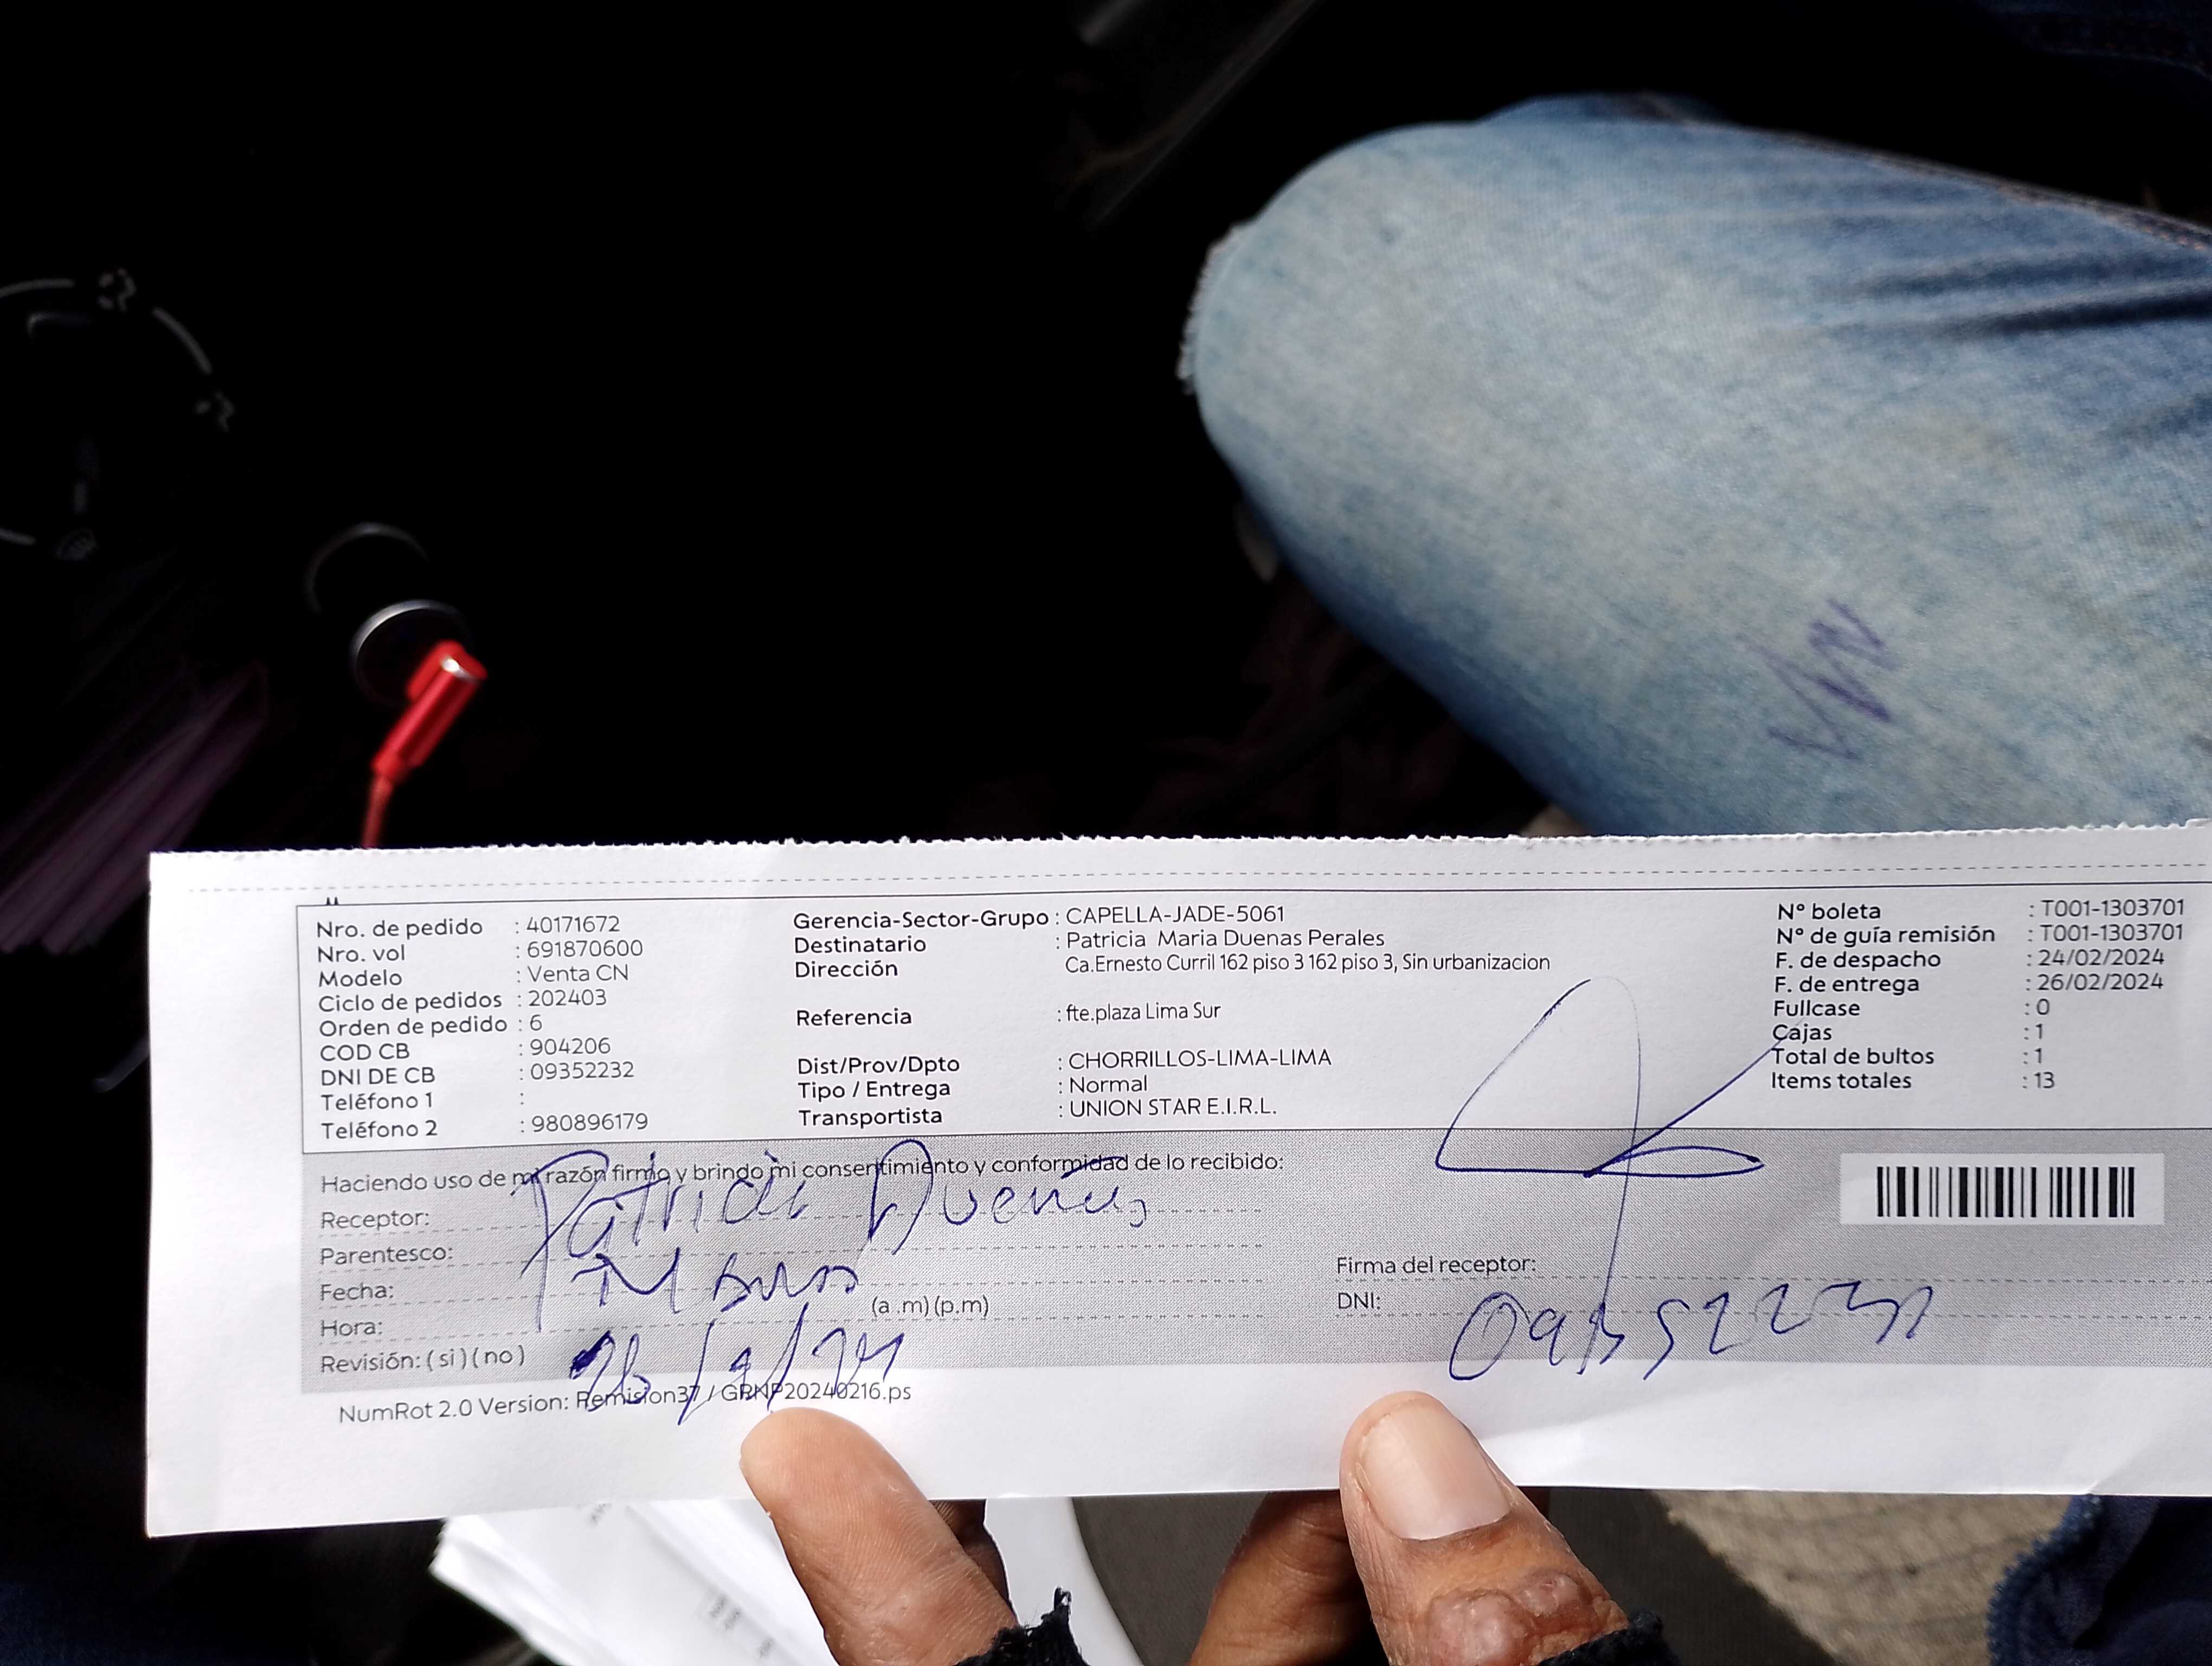 Nro. de pedido : 40171672
Nro. vol : 691870600
Modelo : Venta CN
Ciclo de pedidos : 202403
Orden de pedido : 6
COD CB : 904206
DNI DE CB : 09352232
Teléfono 1 :
Teléfono 2 : 980896179
Gerencia-Sector-Grupo : CAPELLA-JADE-5061
Destinatario : Patricia Maria Duenas Perales
Dirección Ca.Ernesto Curril 162 piso 3 162 piso 3, Sin urbanizacion
Referencia : fte.plaza Lima Sur
Dist/Prov/Dpto : CHORRILLOS-LIMA-LIMA
Tipo / Entrega : Normal
Transportista : UNION STAR E.I.R.L.
N° boleta : T001-1303701
N° de guía remisión : T001-1303701
F. de despacho : 24/02/2024
F. de entrega : 26/02/2024
Fullcase : 0
Cajas : 1
Total de bultos : 1
Items totales : 13
Haciendo uso de mi razón firmo y brindo mi consentimiento y conformidad de lo recibido:
Receptor: Patricia Dueñas
Parentesco:
Fecha:
(a .m) (p.m)
Hora:
Revisión: ( si ) ( no ) 26/2/24
Firma del receptor:
DNI: 09352232
NumRot 2.0 Version: Remision37 / GRNP20240216.ps